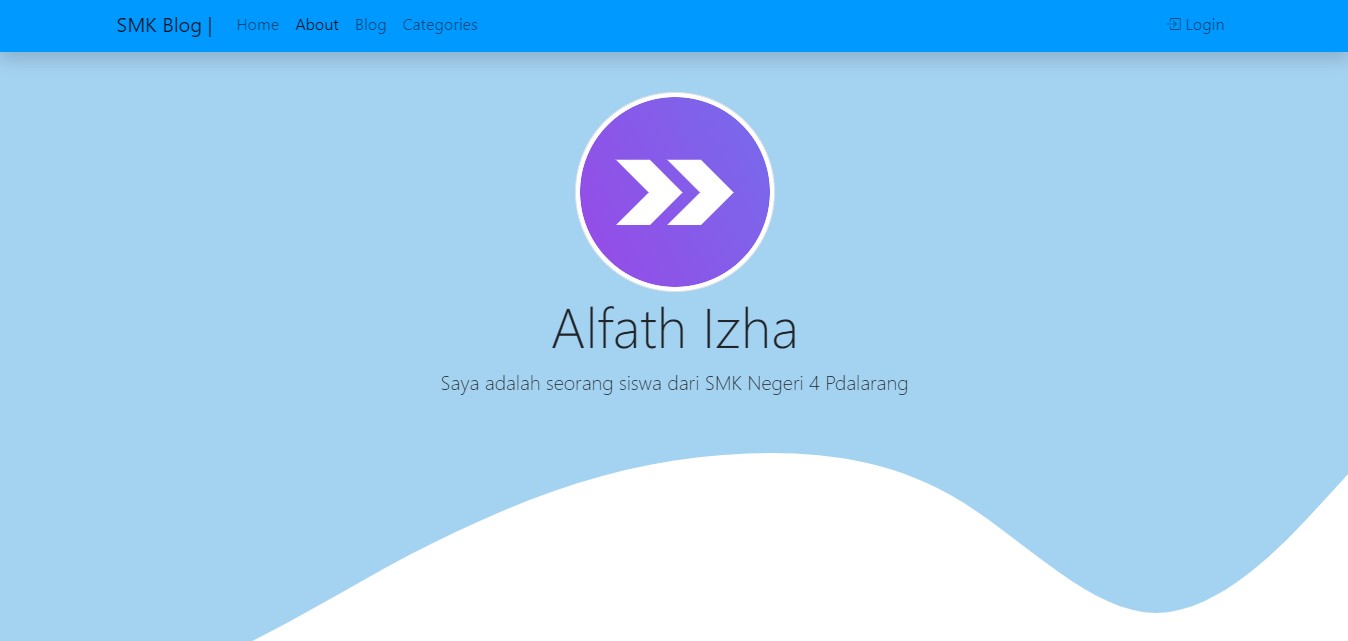 SMK Blog | Home About Blog Categories Login
Alfath Izha
Saya adalah seorang siswa dari SMK Negeri 4 Pdalarang